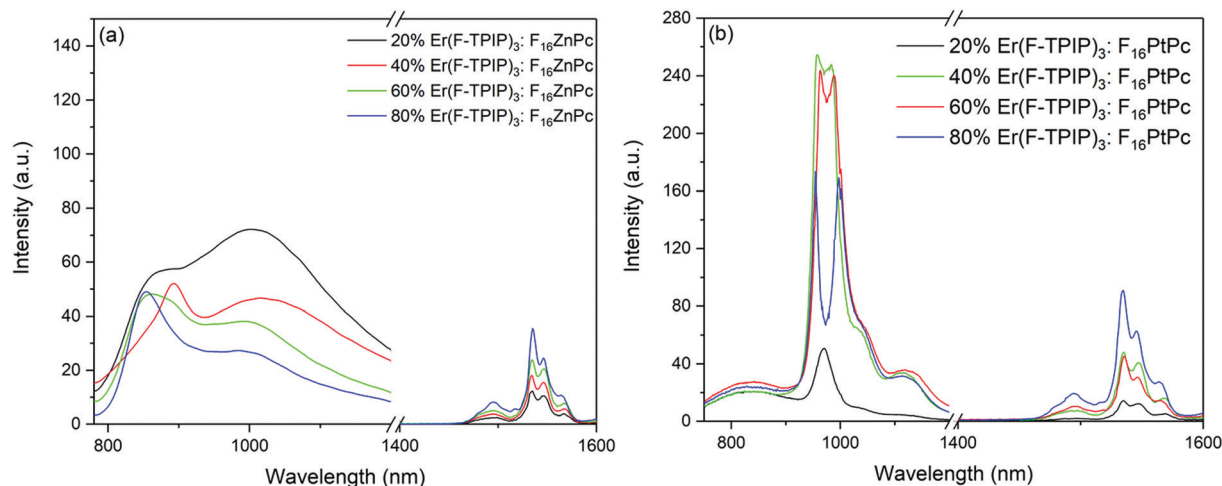 (a)
20% Er(F-TPIP)₃: F₁₆ZnPc
40% Er(F-TPIP)₃: F₁₆ZnPc
60% Er(F-TPIP)₃: F₁₆ZnPc
80% Er(F-TPIP)₃: F₁₆ZnPc
Intensity (a.u.)
140
120
100
80
60
40
20
0
800 1000 1400 1600
Wavelength (nm)
(b)
20% Er(F-TPIP)₃: F₁₆PtPc
40% Er(F-TPIP)₃: F₁₆PtPc
60% Er(F-TPIP)₃: F₁₆PtPc
80% Er(F-TPIP)₃: F₁₆PtPc
Intensity (a.u.)
280
240
200
160
120
80
40
0
800 1000 1400 1600
Wavelength (nm)